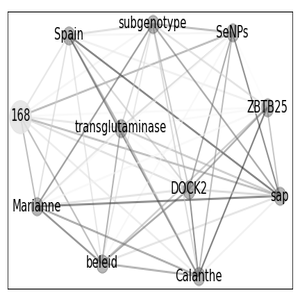 subgenotype
Spain
SeNPs
ZBTB25
168
transglutaminase
DOCK2
sap
Marianne
beleid
Calanthe